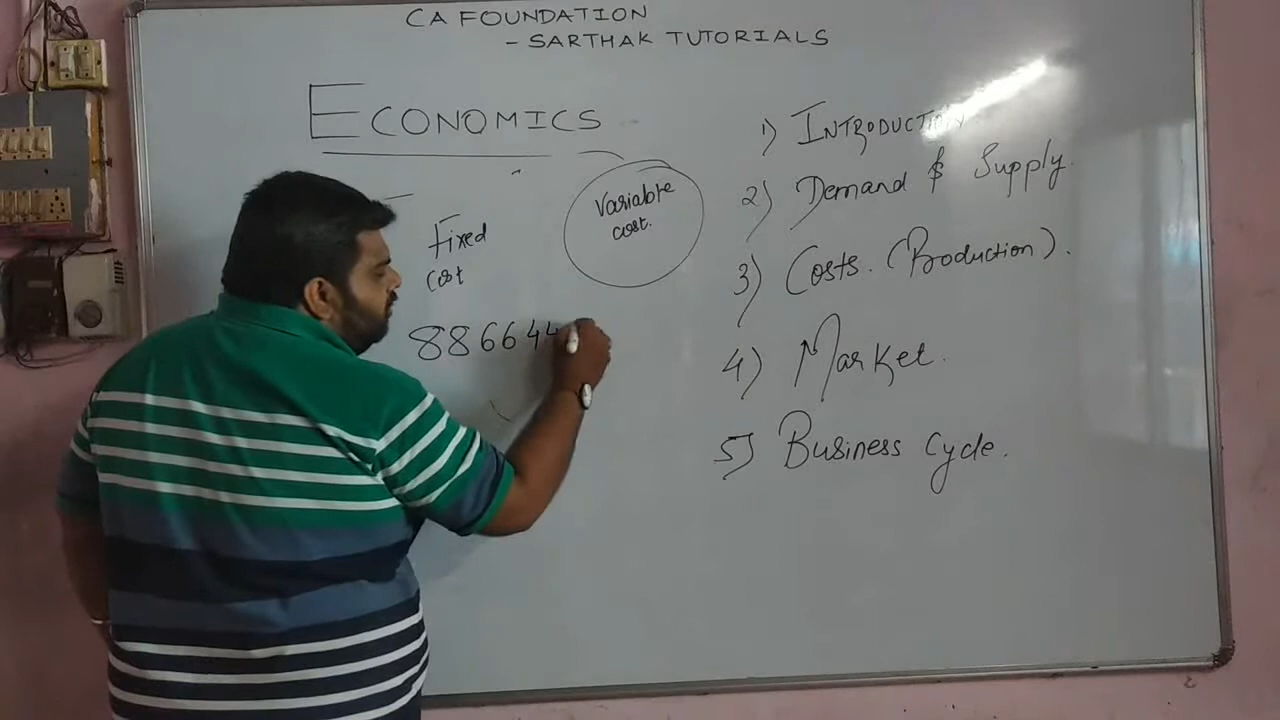 CA FOUNDATION
- SARTHAK TUTORIALS
ECONOMICS
Fixed
cost
Variable
cost.
886644
1) INTRODUCTION
2) Demand & Supply.
3) Costs. (Production).
4) Market.
5) Business Cycle.